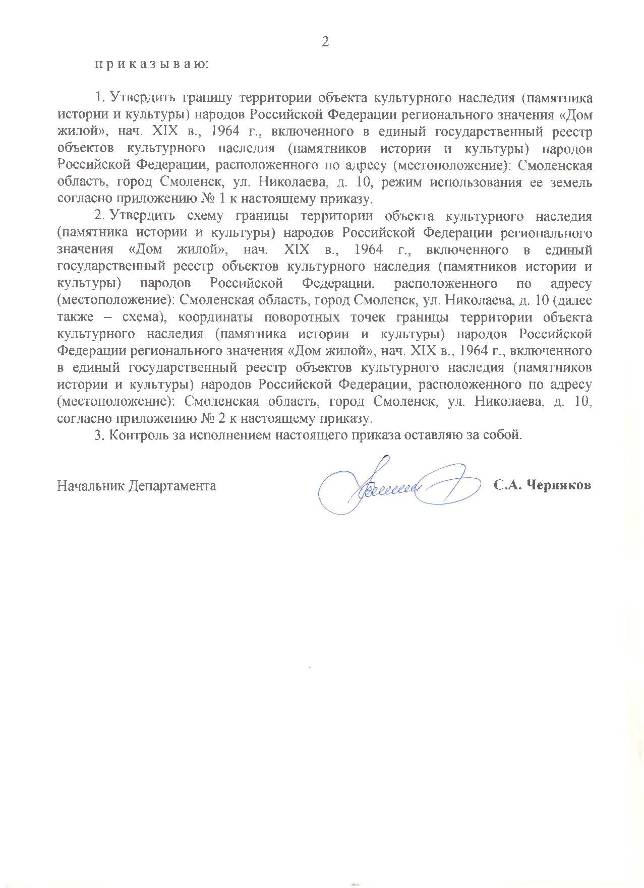 2
п р и к а з ы в а ю:
1. Утвердить границу территории объекта культурного наследия (памятника
истории и культуры) народов Российской Федерации регионального значения «Дом
жилой», нач. XIX в., 1964 г., включенного в единый государственный реестр
объектов культурного наследия (памятников истории и культуры) народов
Российской Федерации, расположенного по адресу (местоположение): Смоленская
область, город Смоленск, ул. Николаева, д. 10, режим использования ее земель
согласно приложению № 1 к настоящему приказу.
2. Утвердить схему границы территории объекта культурного наследия
(памятника истории и культуры) народов Российской Федерации регионального
значения «Дом жилой», нач. XIX в., 1964 г., включенного в единый
государственный реестр объектов культурного наследия (памятников истории и
культуры) народов Российской Федерации, расположенного по адресу
(местоположение): Смоленская область, город Смоленск, ул. Николаева, д. 10 (далее
также – схема), координаты поворотных точек границы территории объекта
культурного наследия (памятника истории и культуры) народов Российской
Федерации регионального значения «Дом жилой», нач. XIX в., 1964 г., включенного
в единый государственный реестр объектов культурного наследия (памятников
истории и культуры) народов Российской Федерации, расположенного по адресу
(местоположение): Смоленская область, город Смоленск, ул. Николаева, д. 10,
согласно приложению № 2 к настоящему приказу.
3. Контроль за исполнением настоящего приказа оставляю за собой.
Начальник Департамента
С.А. Черняков